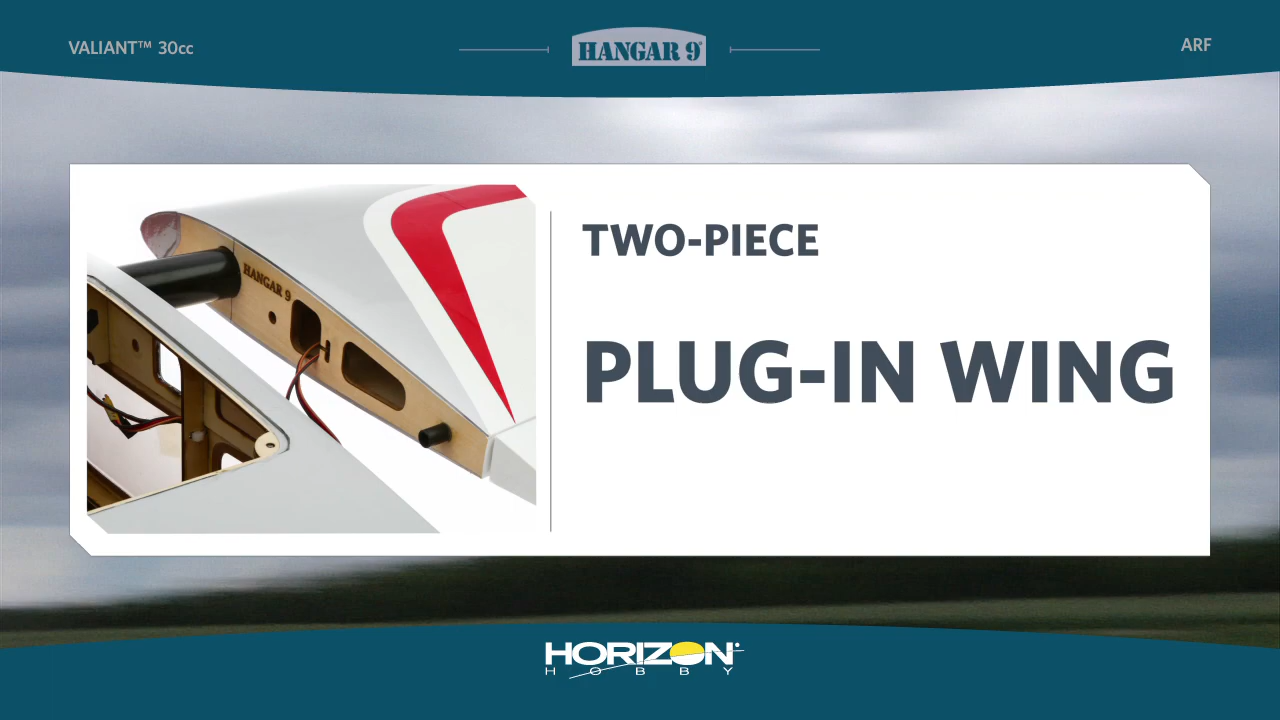 VALIANT™ 30cc
HANGAR 9®
ARF
HANGAR 9
TWO-PIECE
PLUG-IN WING
HORIZON
HOBBY